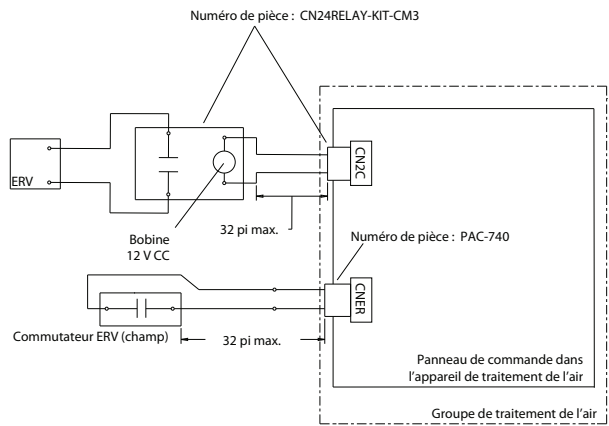 Numéro de pièce : CN24RELAY-KIT-CM3
CN2C
ERV
32 pi max.
Bobine
12 V CC
Numéro de pièce : PAC-740
CNER
Commutateur ERV (champ)
32 pi max.
Panneau de commande dans
l'appareil de traitement de l'air
Groupe de traitement de l'air